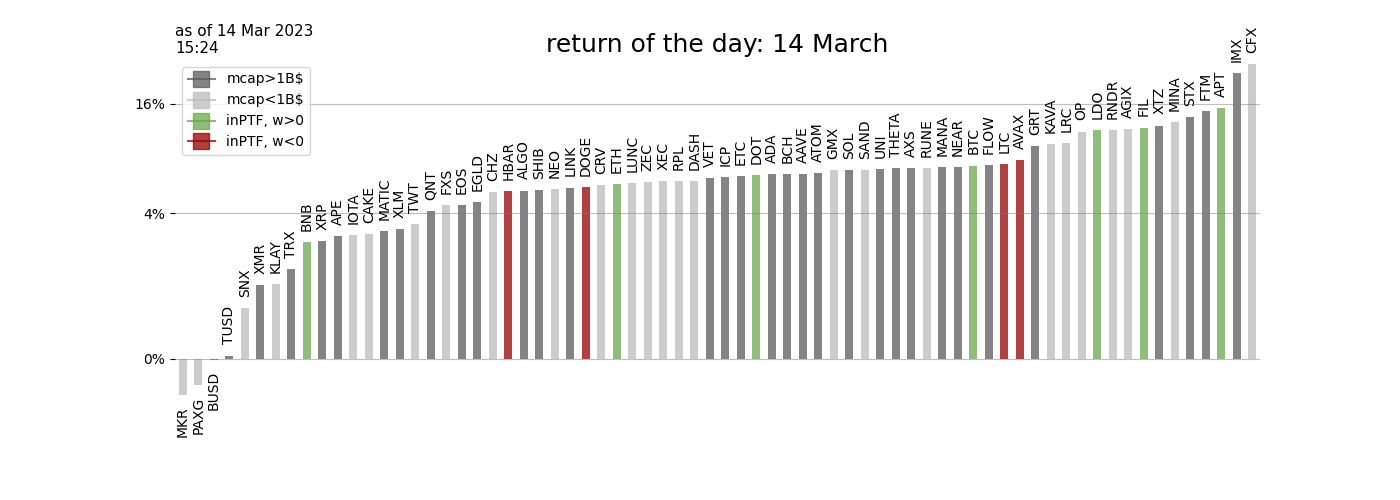 as of 14 Mar 2023
15:24
return of the day: 14 March
mcap>1B$
mcap<1B$
inPTF, w>0
inPTF, w<0
16%
4%
0%
MKR
PAXG
BUSD
TUSD
SNX
XMR
KLAY
TRX
BNB
XRP
APE
IOTA
CAKE
MATIC
XLM
TWT
QNT
FXS
EOS
EGLD
CHZ
HBAR
ALGO
SHIB
NEO
LINK
DOGE
CRV
ETH
LUNC
ZEC
XEC
RPL
DASH
VET
ICP
ETC
DOT
ADA
BCH
AAVE
ATOM
GMX
SOL
SAND
UNI
THETA
AXS
RUNE
MANA
NEAR
BTC
FLOW
LTC
AVAX
GRT
KAVA
LRC
OP
LDO
RNDR
AGIX
FIL
XTZ
MINA
STX
FTM
APT
IMX
CFX